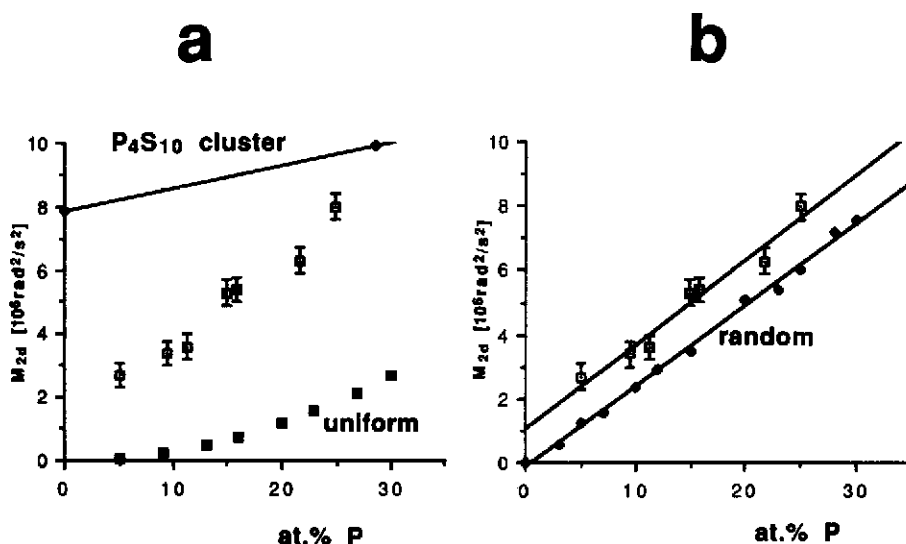 a
b
P₄S₁₀ cluster
uniform
M₂d [10⁶rad²/s²]
10
8
6
4
2
0
0
10
20
30
at.% P
random
M₂d [10⁶rad²/s²]
10
8
6
4
2
0
0
10
20
30
at.% P